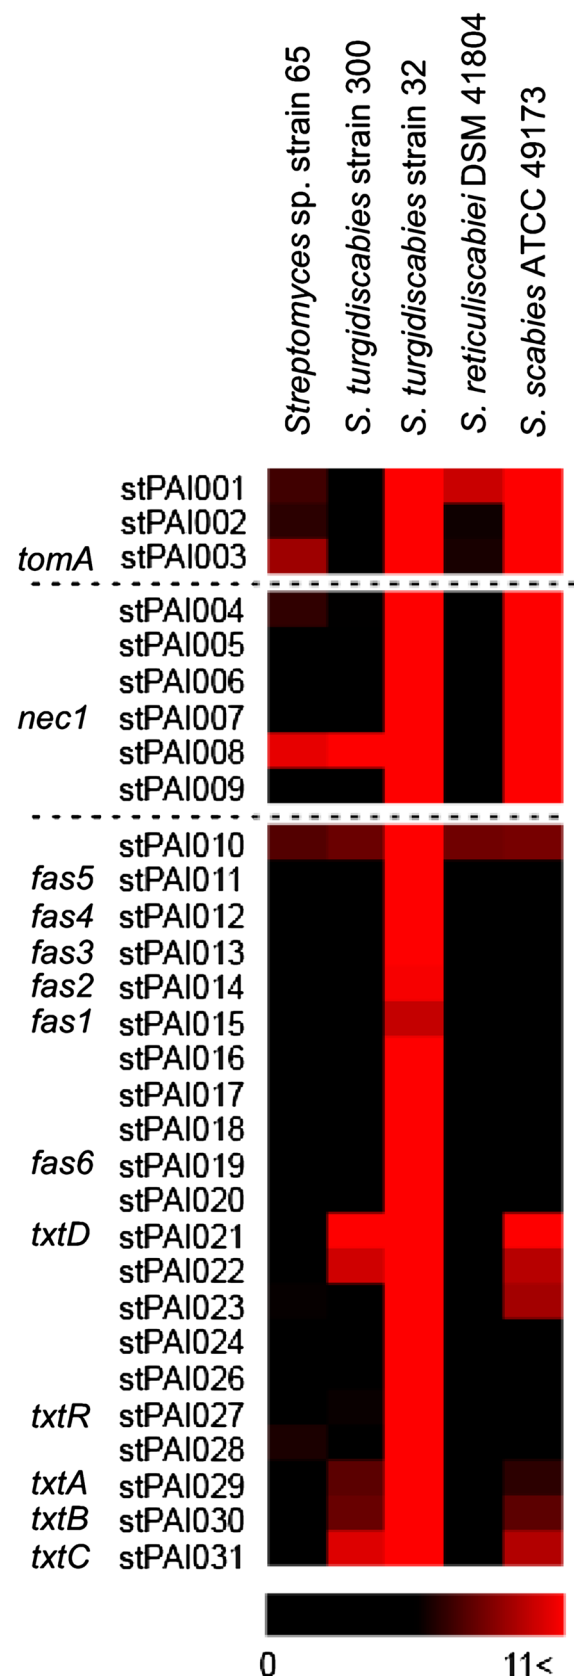 Streptomyces sp. strain 65
S. turgidiscabies strain 300
S. turgidiscabies strain 32
S. reticuliscabiei DSM 41804
S. scabies ATCC 49173
stPAI001
stPAI002
tomA stPAI003
stPAI004
stPAI005
stPAI006
nec1 stPAI007
stPAI008
stPAI009
stPAI010
fas5 stPAI011
fas4 stPAI012
fas3 stPAI013
fas2 stPAI014
fas1 stPAI015
stPAI016
stPAI017
stPAI018
fas6 stPAI019
stPAI020
txtD stPAI021
stPAI022
stPAI023
stPAI024
stPAI026
txtR stPAI027
stPAI028
txtA stPAI029
txtB stPAI030
txtC stPAI031
0 11<